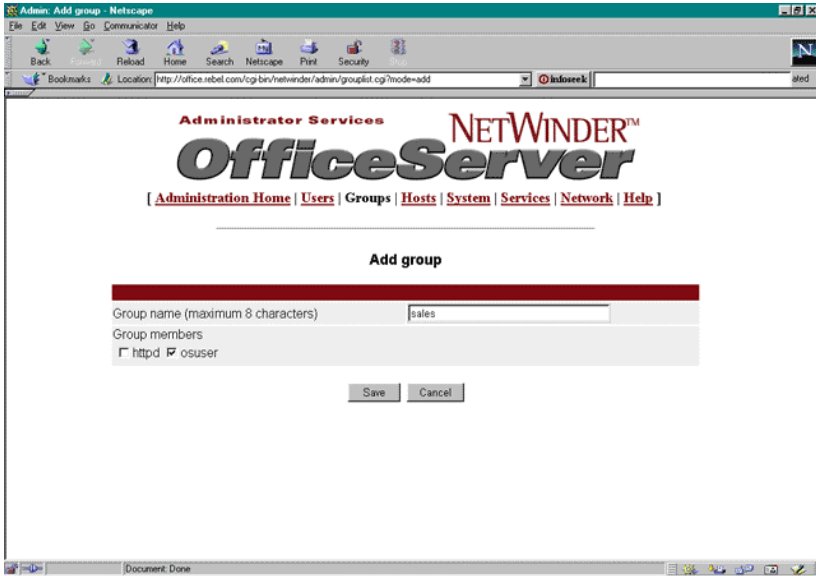 Admin: Add group - Netscape
File Edit View Go Communicator Help
Back Forward Reload Home Search Netscape Print Security Stop
Bookmarks Location: http://office.rebel.com/cgi-bin/netwinder/admin/grouplist.cgi?mode=add infoseek ated
Administrator Services NETWINDER™
OfficeServer
[ Administration Home | Users | Groups | Hosts | System | Services | Network | Help ]
Add group
Group name (maximum 8 characters) sales
Group members
httpd osuser
Save Cancel
Document: Done